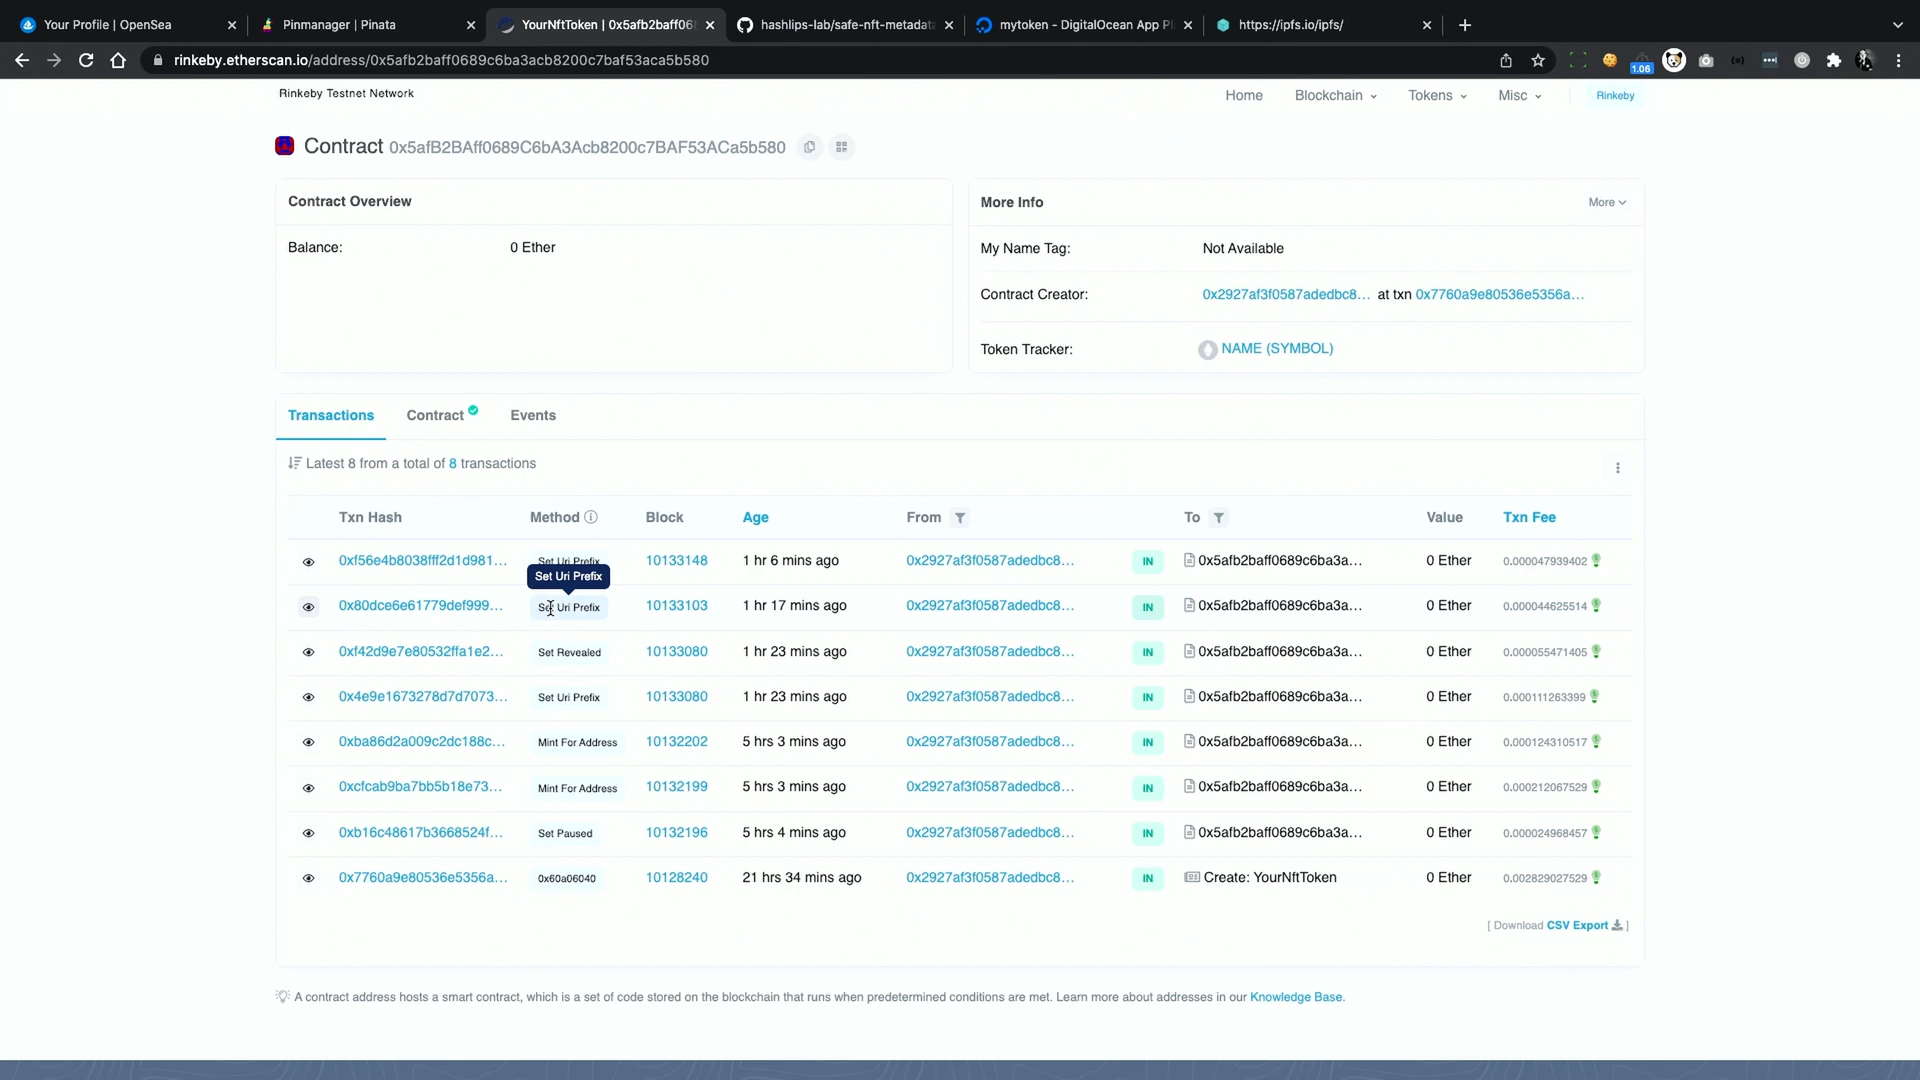 Your Profile | OpenSea
Pinmanager | Pinata
YourNftToken | 0x5afb2baff068
hashlips-lab/safe-nft-metadata
mytoken - DigitalOcean App Pl
https://ipfs.io/ipfs/
rinkeby.etherscan.io/address/0x5afb2baff0689c6ba3acb8200c7baf53aca5b580
1.06
Rinkeby Testnet Network
Home
Blockchain
Tokens
Misc
Rinkeby
Contract 0x5afB2BAff0689C6bA3Acb8200c7BAF53ACa5b580
Contract Overview
Balance: 0 Ether
More Info
More
My Name Tag: Not Available
Contract Creator: 0x2927af3f0587adedbc8... at txn 0x7760a9e80536e5356a...
Token Tracker: NAME (SYMBOL)
Transactions
Contract
Events
Latest 8 from a total of 8 transactions
Txn Hash Method Block Age From To Value Txn Fee
0xf56e4b8038fff2d1d981... Set Uri Prefix 10133148 1 hr 6 mins ago 0x2927af3f0587adedbc8... IN 0x5afb2baff0689c6ba3a... 0 Ether 0.000047939402
Set Uri Prefix
0x80dce6e61779def999... Set Uri Prefix 10133103 1 hr 17 mins ago 0x2927af3f0587adedbc8... IN 0x5afb2baff0689c6ba3a... 0 Ether 0.000044625514
0xf42d9e7e80532ffa1e2... Set Revealed 10133080 1 hr 23 mins ago 0x2927af3f0587adedbc8... IN 0x5afb2baff0689c6ba3a... 0 Ether 0.000055471405
0x4e9e1673278d7d7073... Set Uri Prefix 10133080 1 hr 23 mins ago 0x2927af3f0587adedbc8... IN 0x5afb2baff0689c6ba3a... 0 Ether 0.000111263399
0xba86d2a009c2dc188c... Mint For Address 10132202 5 hrs 3 mins ago 0x2927af3f0587adedbc8... IN 0x5afb2baff0689c6ba3a... 0 Ether 0.000124310517
0xcfcab9ba7bb5b18e73... Mint For Address 10132199 5 hrs 3 mins ago 0x2927af3f0587adedbc8... IN 0x5afb2baff0689c6ba3a... 0 Ether 0.000212067529
0xb16c48617b3668524f... Set Paused 10132196 5 hrs 4 mins ago 0x2927af3f0587adedbc8... IN 0x5afb2baff0689c6ba3a... 0 Ether 0.000024968457
0x7760a9e80536e5356a... 0x60a06040 10128240 21 hrs 34 mins ago 0x2927af3f0587adedbc8... IN Create: YourNftToken 0 Ether 0.002829027529
[ Download CSV Export ]
A contract address hosts a smart contract, which is a set of code stored on the blockchain that runs when predetermined conditions are met. Learn more about addresses in our Knowledge Base.